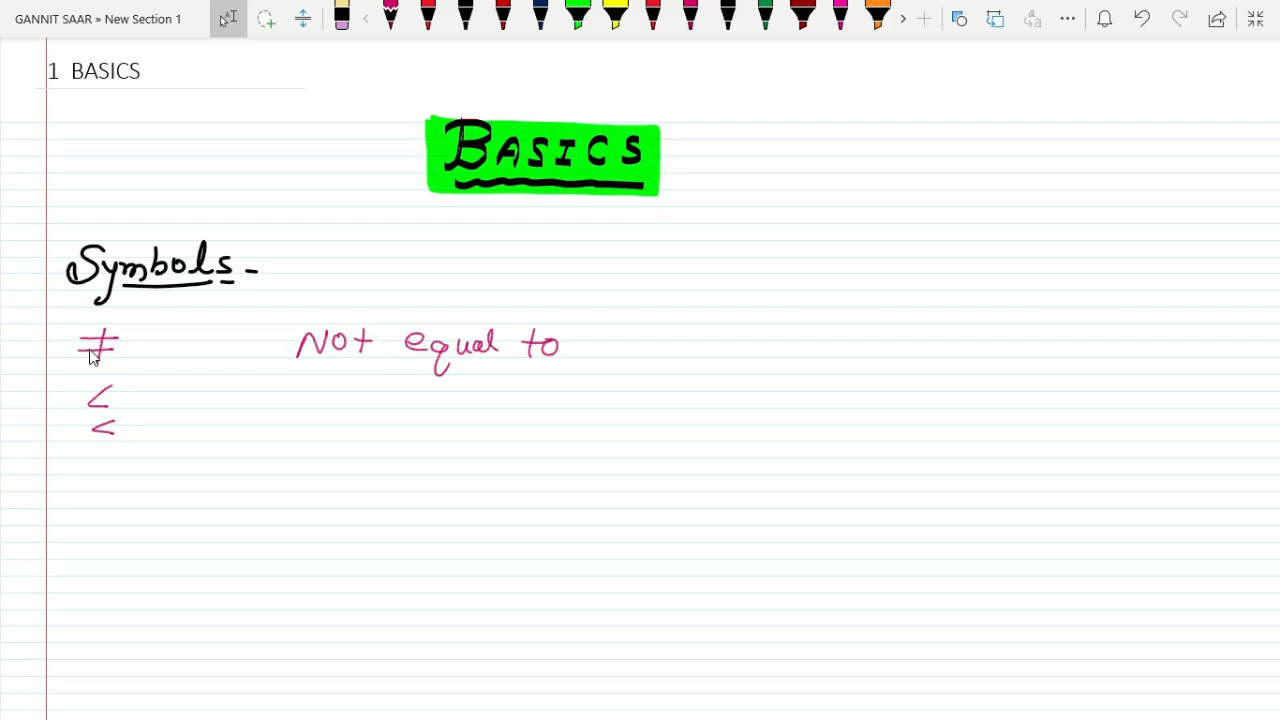 GANNIT SAAR » New Section 1
1 BASICS
BASICS
Symbols -
≠ Not equal to
<
<